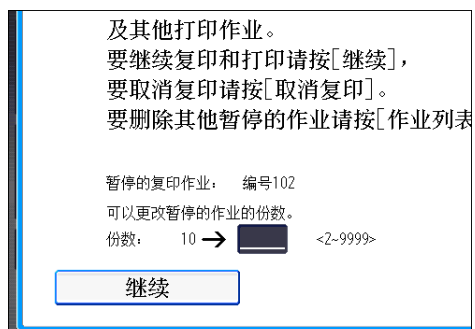 及其他打印作业。
要继续复印和打印请按[继续],
要取消复印请按[取消复印]。
要删除其他暂停的作业请按[作业列表
暂停的复印作业: 编号102
可以更改暂停的作业的份数。
份数: 10 → <2~9999>
继续